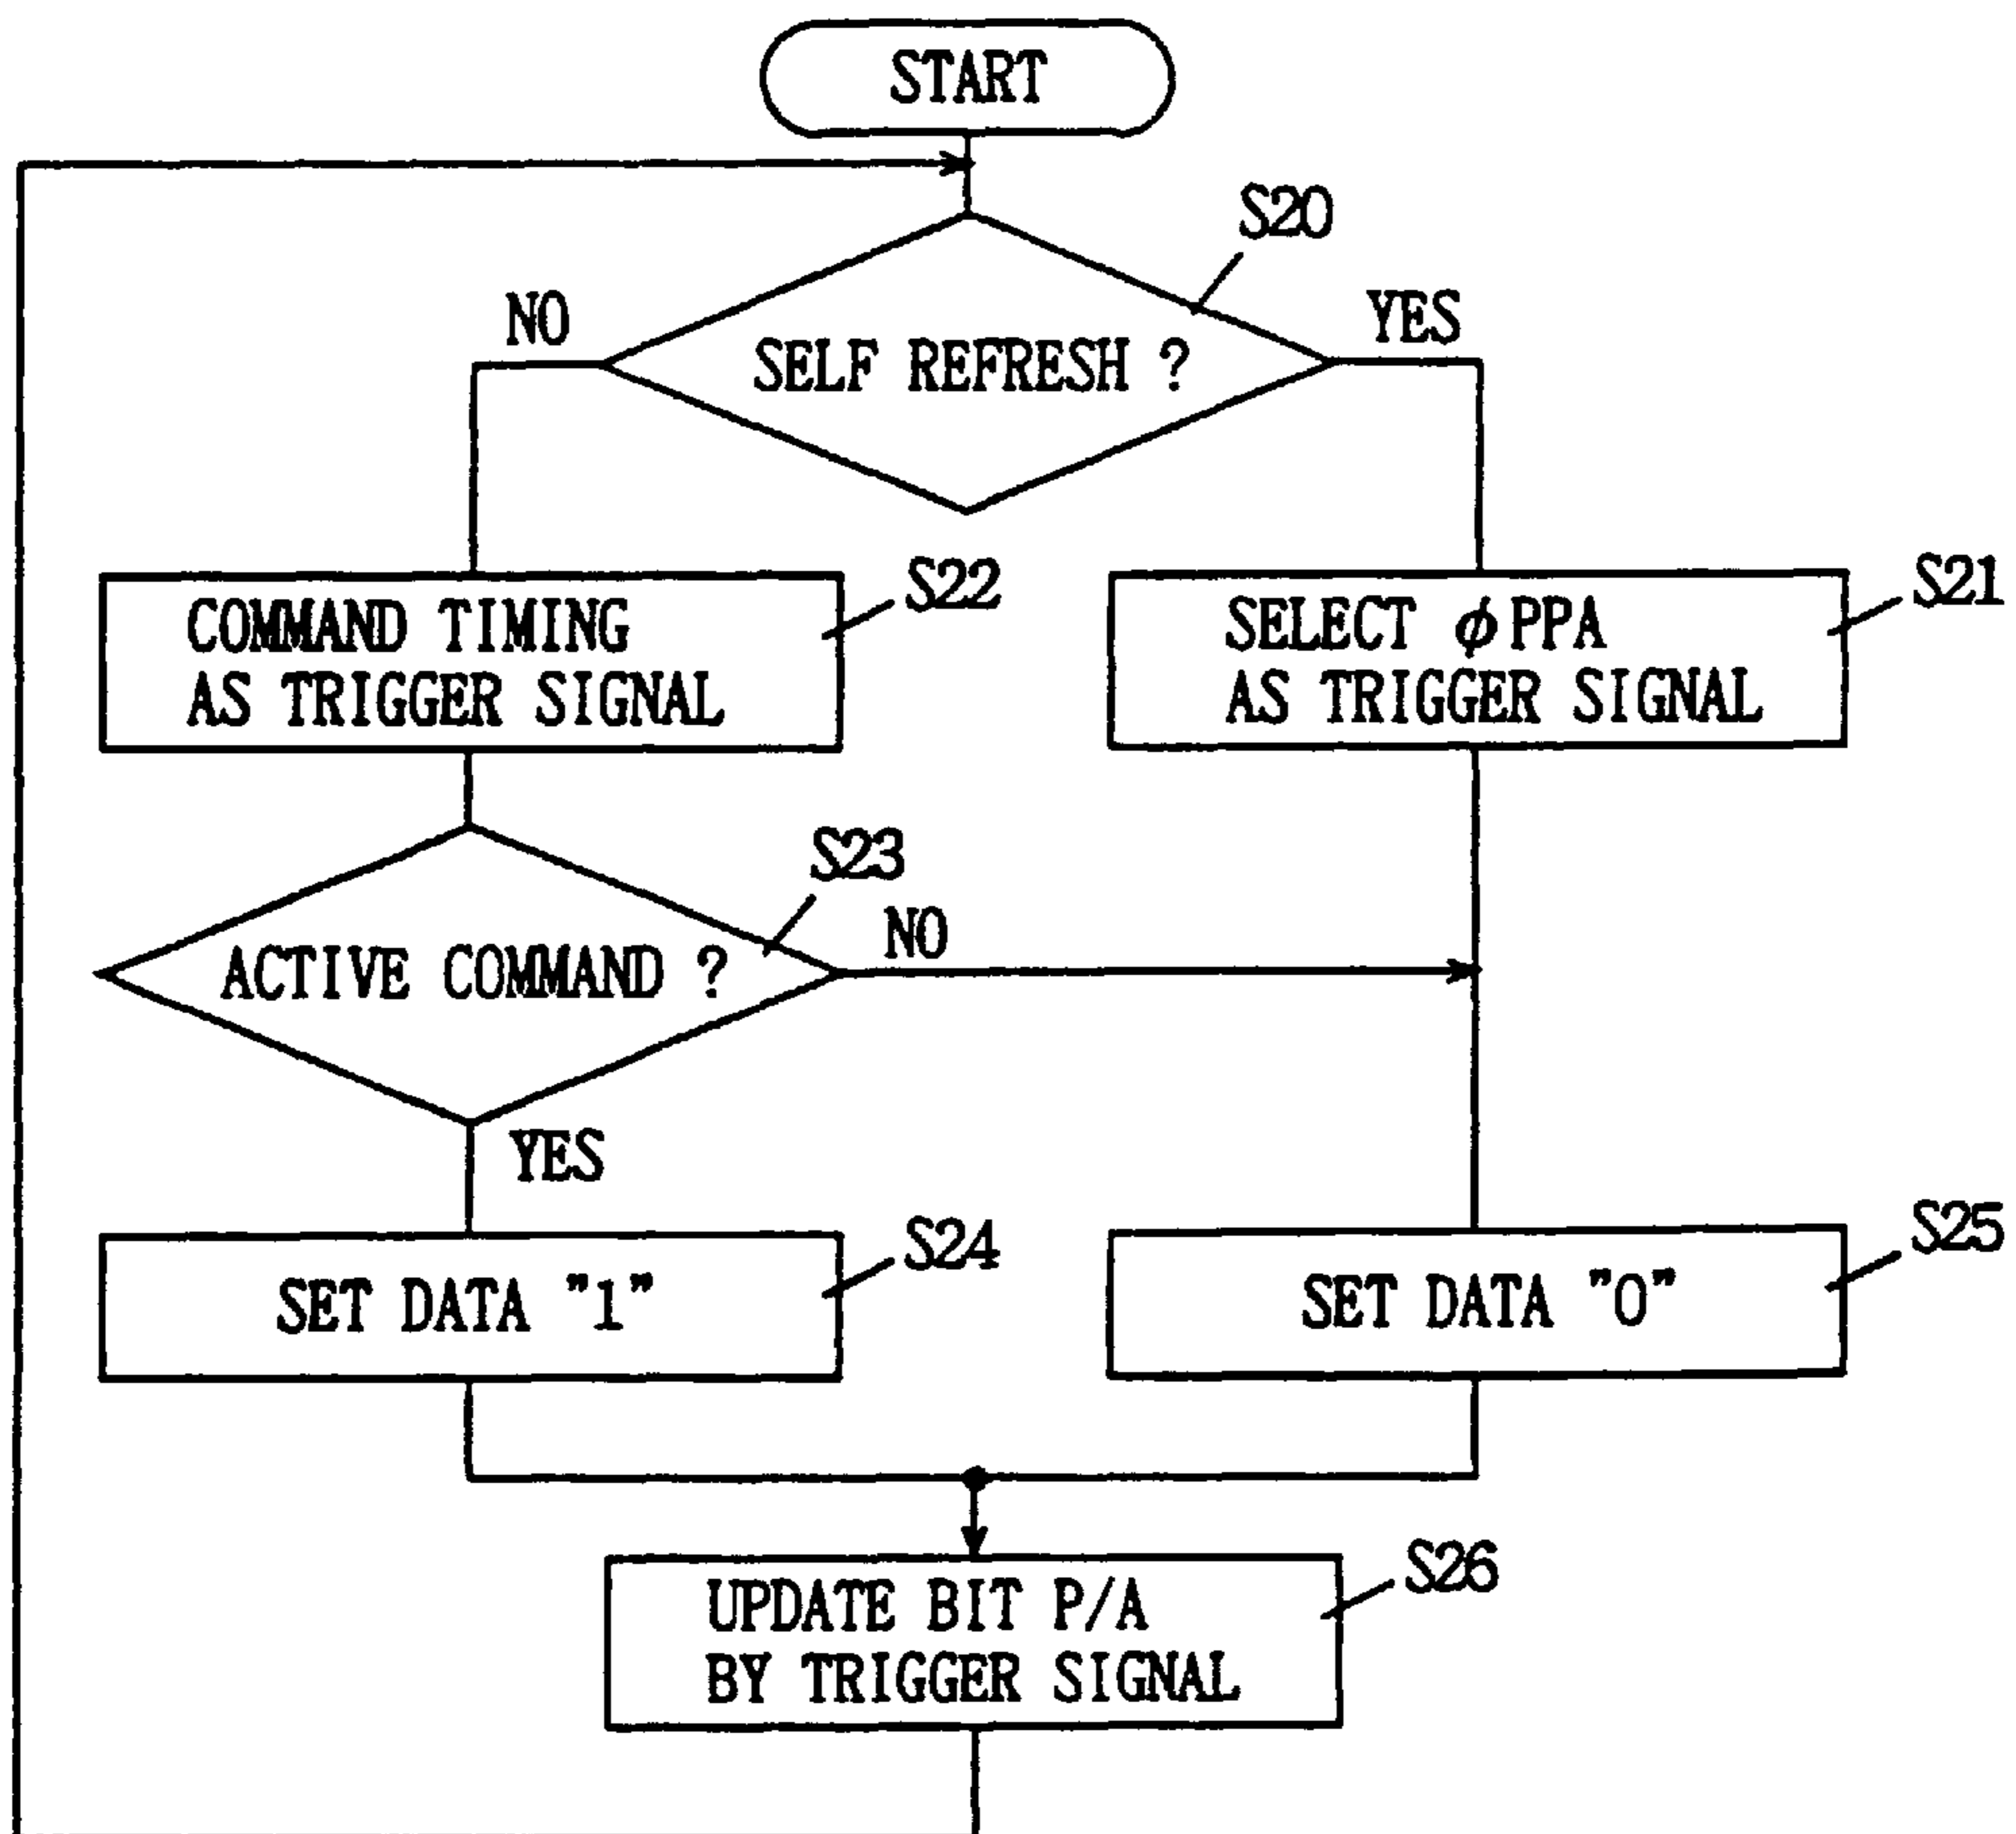 START
S20
NO
YES
SELF REFRESH ?
S22
S21
COMMAND TIMING
AS TRIGGER SIGNAL
SELECT ϕ PPA
AS TRIGGER SIGNAL
S23
NO
ACTIVE COMMAND ?
YES
S24
S25
SET DATA "1"
SET DATA "0"
S26
UPDATE BIT P/A
BY TRIGGER SIGNAL